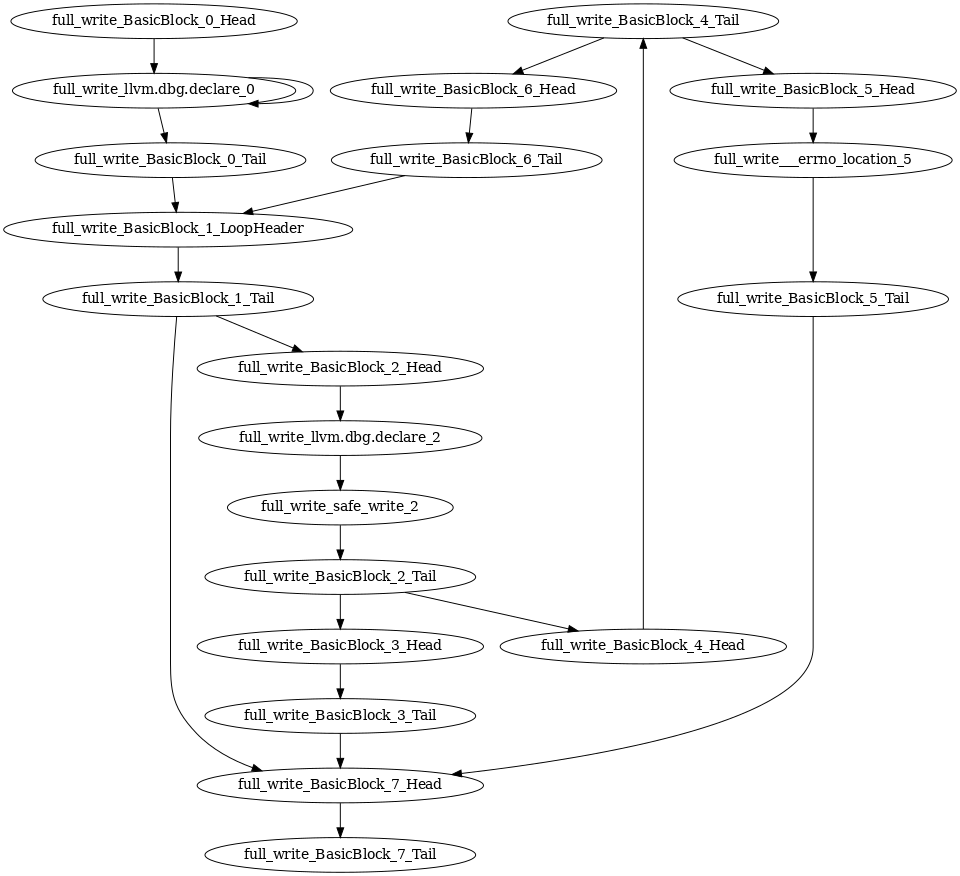 full_write_BasicBlock_0_Head
full_write_BasicBlock_4_Tail
full_write_llvm.dbg.declare_0
full_write_BasicBlock_6_Head
full_write_BasicBlock_5_Head
full_write_BasicBlock_0_Tail
full_write_BasicBlock_6_Tail
full_write___errno_location_5
full_write_BasicBlock_1_LoopHeader
full_write_BasicBlock_1_Tail
full_write_BasicBlock_5_Tail
full_write_BasicBlock_2_Head
full_write_llvm.dbg.declare_2
full_write_safe_write_2
full_write_BasicBlock_2_Tail
full_write_BasicBlock_3_Head
full_write_BasicBlock_4_Head
full_write_BasicBlock_3_Tail
full_write_BasicBlock_7_Head
full_write_BasicBlock_7_Tail